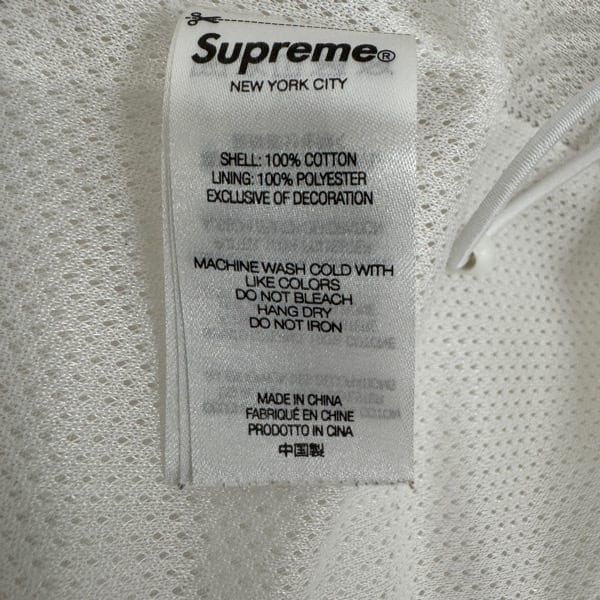 Supreme®
NEW YORK CITY
SHELL: 100% COTTON
LINING: 100% POLYESTER
EXCLUSIVE OF DECORATION
MACHINE WASH COLD WITH
LIKE COLORS
DO NOT BLEACH
HANG DRY
DO NOT IRON
MADE IN CHINA
FABRIQUÉ EN CHINE
PRODOTTO IN CINA
中国製